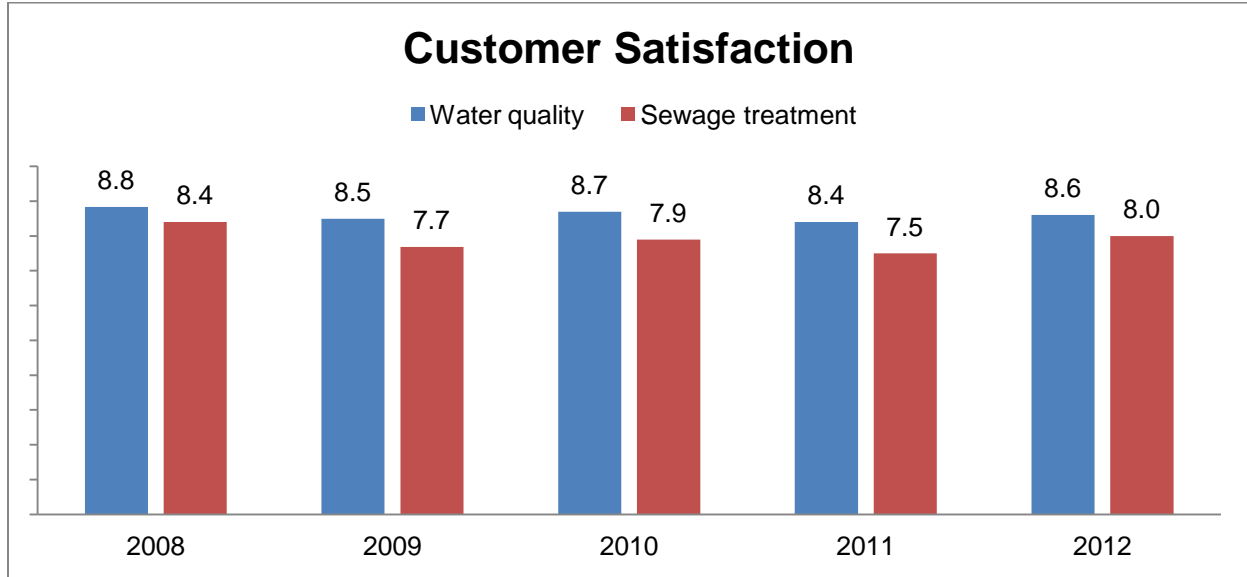 Customer Satisfaction
Water quality Sewage treatment
8.8 8.4 8.5 7.7 8.7 7.9 8.4 7.5 8.6 8.0
2008 2009 2010 2011 2012